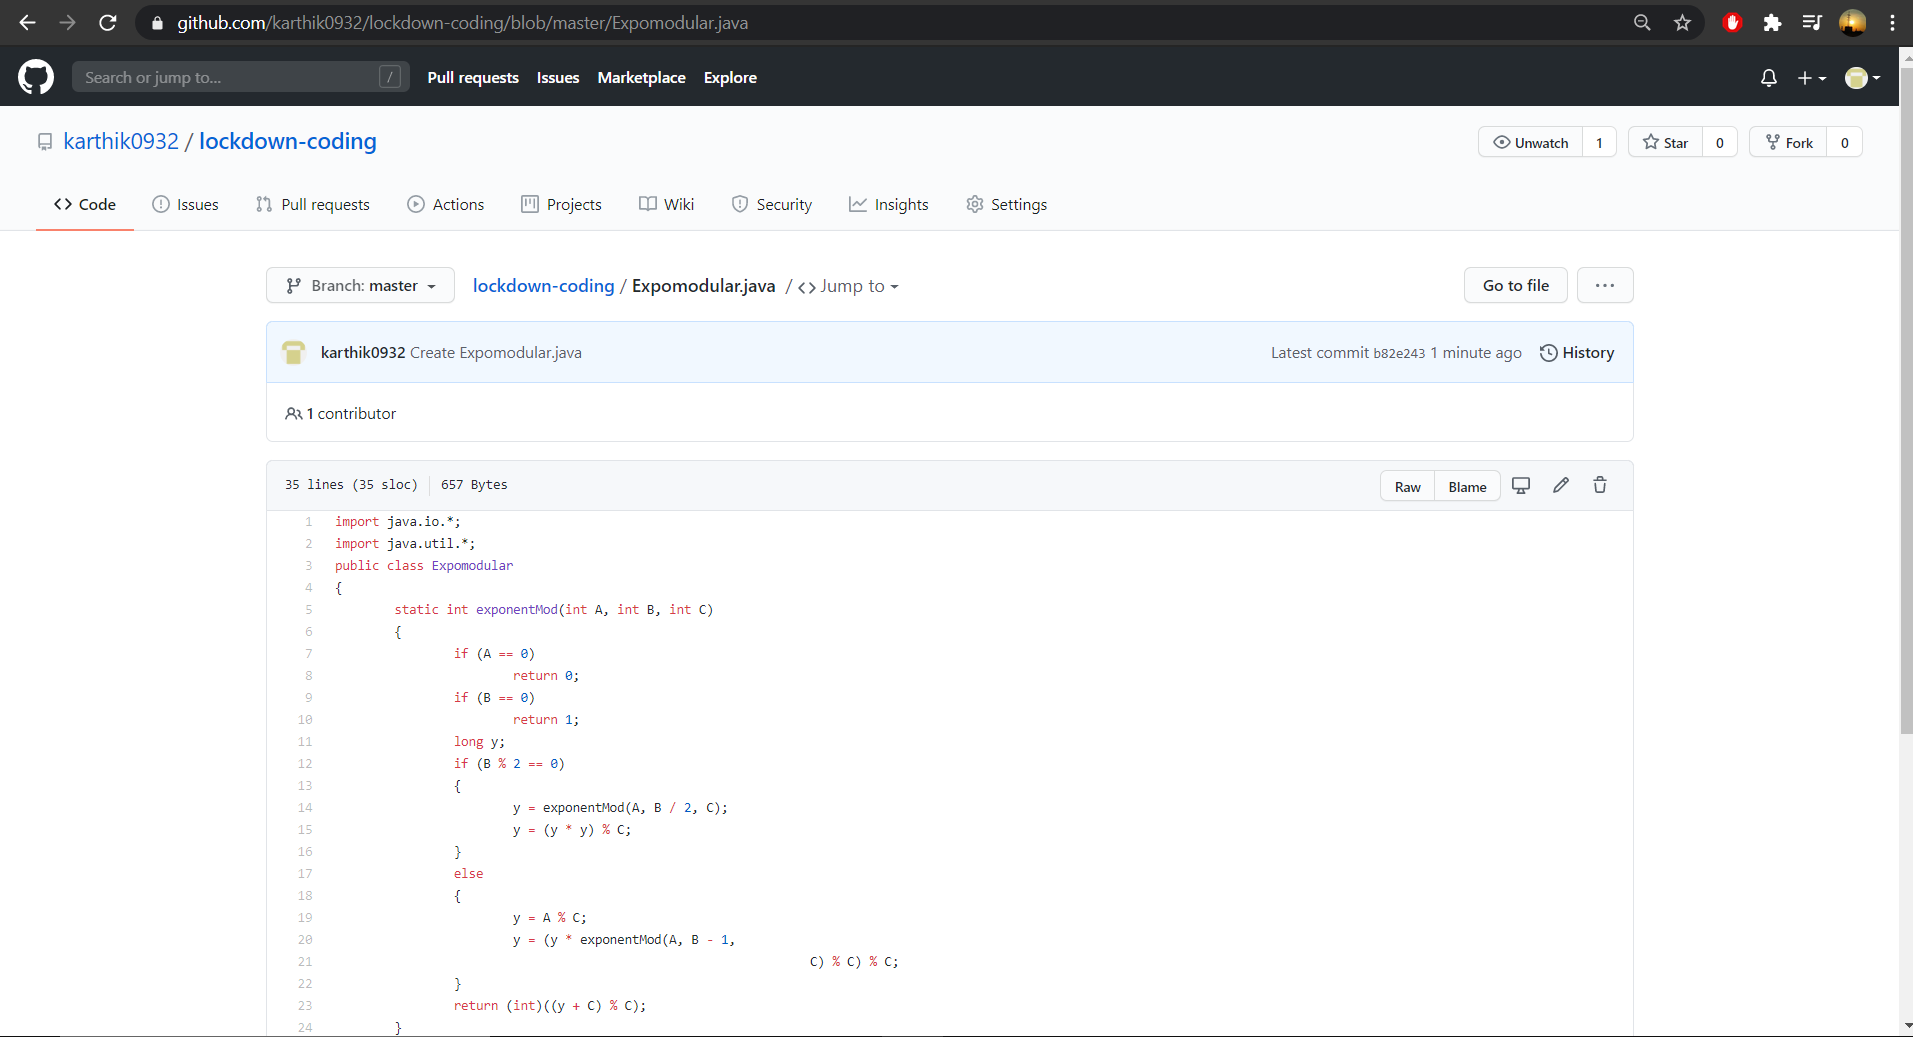 github.com/karthik0932/lockdown-coding/blob/master/Expomodular.java
Search or jump to... / Pull requests Issues Marketplace Explore
karthik0932 / lockdown-coding Unwatch 1 Star 0 Fork 0
Code Issues Pull requests Actions Projects Wiki Security Insights Settings
Branch: master lockdown-coding / Expomodular.java / <> Jump to Go to file ...
karthik0932 Create Expomodular.java Latest commit b82e243 1 minute ago History
1 contributor
35 lines (35 sloc) 657 Bytes Raw Blame
1 import java.io.*;
2 import java.util.*;
3 public class Expomodular
4 {
5 static int exponentMod(int A, int B, int C)
6 {
7 if (A == 0)
8 return 0;
9 if (B == 0)
10 return 1;
11 long y;
12 if (B % 2 == 0)
13 {
14 y = exponentMod(A, B / 2, C);
15 y = (y * y) % C;
16 }
17 else
18 {
19 y = A % C;
20 y = (y * exponentMod(A, B - 1,
21 C) % C) % C;
22 }
23 return (int)((y + C) % C);
24 }